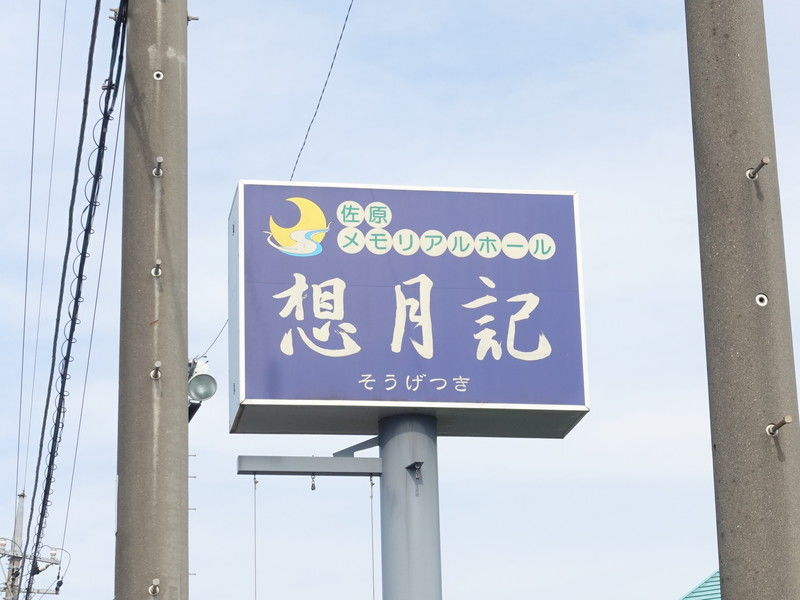 佐原
メモリアルホール
想月記
そうげつき